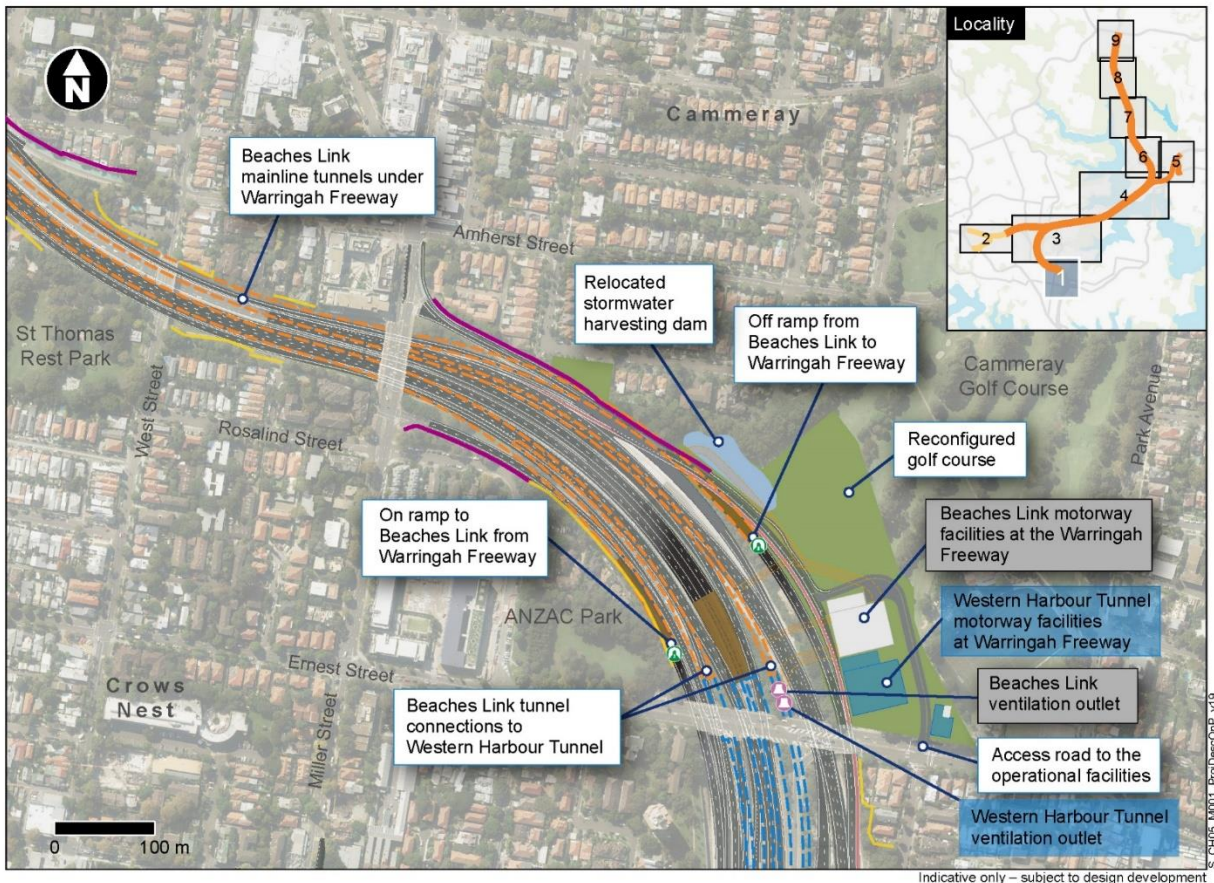 N
Locality
9
8
7
6
5
4
3
2
1
Cammeray
Beaches Link
mainline tunnels under
Warringah Freeway
Amherst Street
Relocated
stormwater
harvesting dam
Off ramp from
Beaches Link to
Warringah Freeway
St Thomas
Rest Park
West Street
Rosalind Street
Cammeray
Golf Course
Park Avenue
Reconfigured
golf course
On ramp to
Beaches Link from
Warringah Freeway
Beaches Link motorway
facilities at the Warringah
Freeway
ANZAC Park
Western Harbour Tunnel
motorway facilities
at Warringah Freeway
Ernest Street
Crows
Nest
Miller Street
Beaches Link tunnel
connections to
Western Harbour Tunnel
Beaches Link
ventilation outlet
Access road to the
operational facilities
Western Harbour Tunnel
ventilation outlet
0 100 m
Indicative only – subject to design development